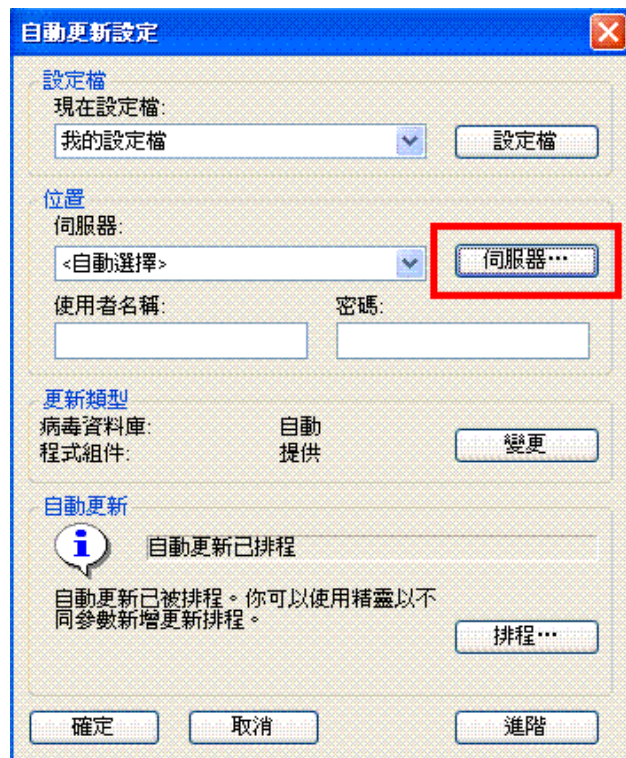 自動更新設定
設定檔
現在設定檔:
我的設定檔
設定檔
位置
伺服器:
<自動選擇>
伺服器…
使用者名稱:
密碼:
更新類型
病毒資料庫: 自動
程式組件: 提供
變更
自動更新
自動更新已排程
自動更新已被排程。你可以使用精靈以不
同參數新增更新排程。
排程…
確定
取消
進階